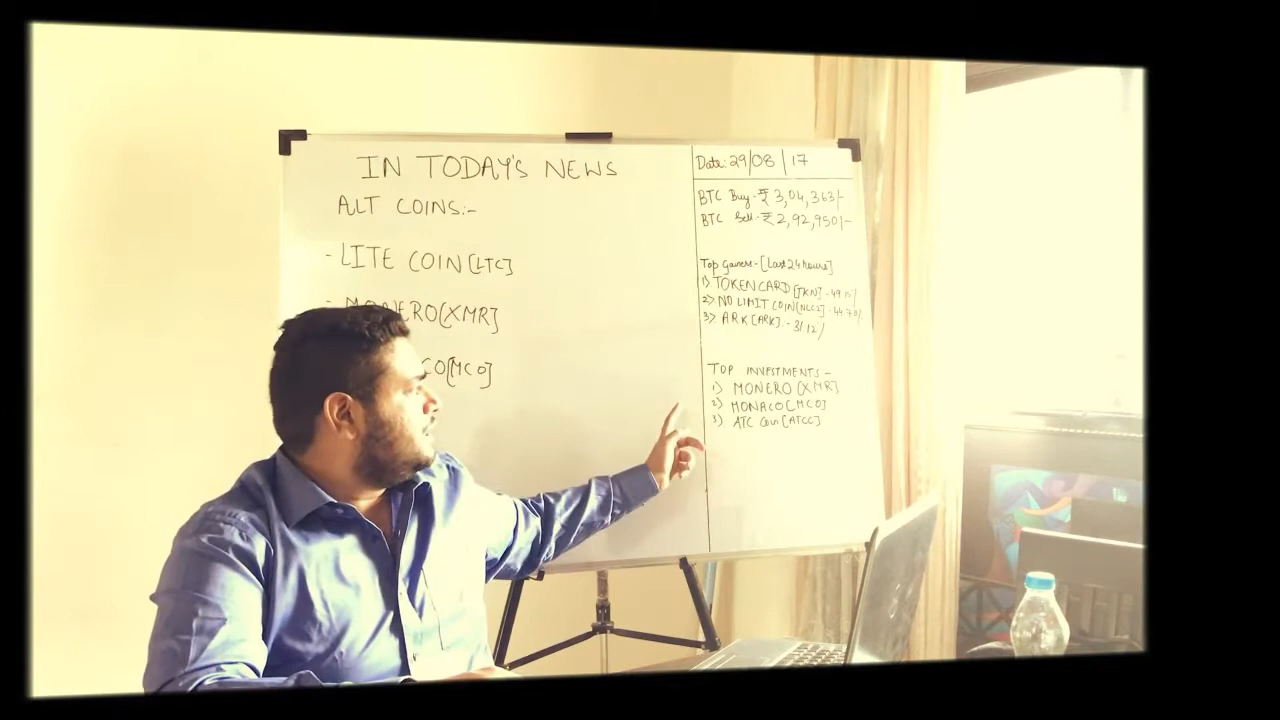 IN TODAY'S NEWS
ALT COINS:-
- LITE COIN [LTC]
- MONERO [XMR]
CO [MCO]
Date: 29/08/17
BTC Buy - ₹ 3,04,363/-
BTC Sell - ₹ 2,92,950/-
Top Gainers:- [Last 24 hours]
1) TOKEN CARD [TKN] - 49.15%
2) NO LIMIT COIN [NLC2] - 44.70%
3) ARK [ARK] - 31.12%
TOP INVESTMENTS -
1) MONERO [XMR]
2) MONACO [MCO]
3) ATC Coin [ATCC]